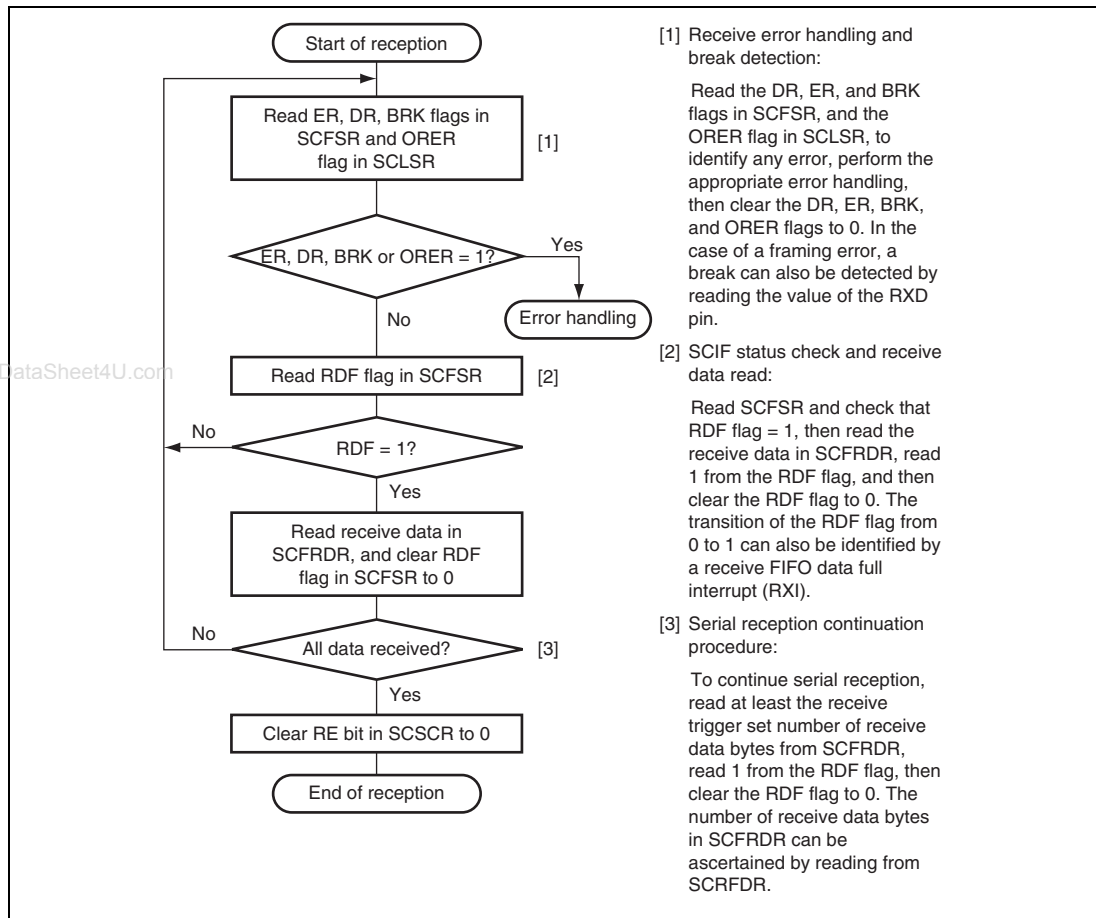 Start of reception
Read ER, DR, BRK flags in
SCFSR and ORER
flag in SCLSR
[1]
ER, DR, BRK or ORER = 1?
Yes
No
Error handling
DataSheet4U.com
Read RDF flag in SCFSR
[2]
No
RDF = 1?
Yes
Read receive data in
SCFRDR, and clear RDF
flag in SCFSR to 0
No
All data received?
[3]
Yes
Clear RE bit in SCSCR to 0
End of reception
[1] Receive error handling and
break detection:
Read the DR, ER, and BRK
flags in SCFSR, and the
ORER flag in SCLSR, to
identify any error, perform the
appropriate error handling,
then clear the DR, ER, BRK,
and ORER flags to 0. In the
case of a framing error, a
break can also be detected by
reading the value of the RXD
pin.
[2] SCIF status check and receive
data read:
Read SCFSR and check that
RDF flag = 1, then read the
receive data in SCFRDR, read
1 from the RDF flag, and then
clear the RDF flag to 0. The
transition of the RDF flag from
0 to 1 can also be identified by
a receive FIFO data full
interrupt (RXI).
[3] Serial reception continuation
procedure:
To continue serial reception,
read at least the receive
trigger set number of receive
data bytes from SCFRDR,
read 1 from the RDF flag, then
clear the RDF flag to 0. The
number of receive data bytes
in SCFRDR can be
ascertained by reading from
SCRFDR.